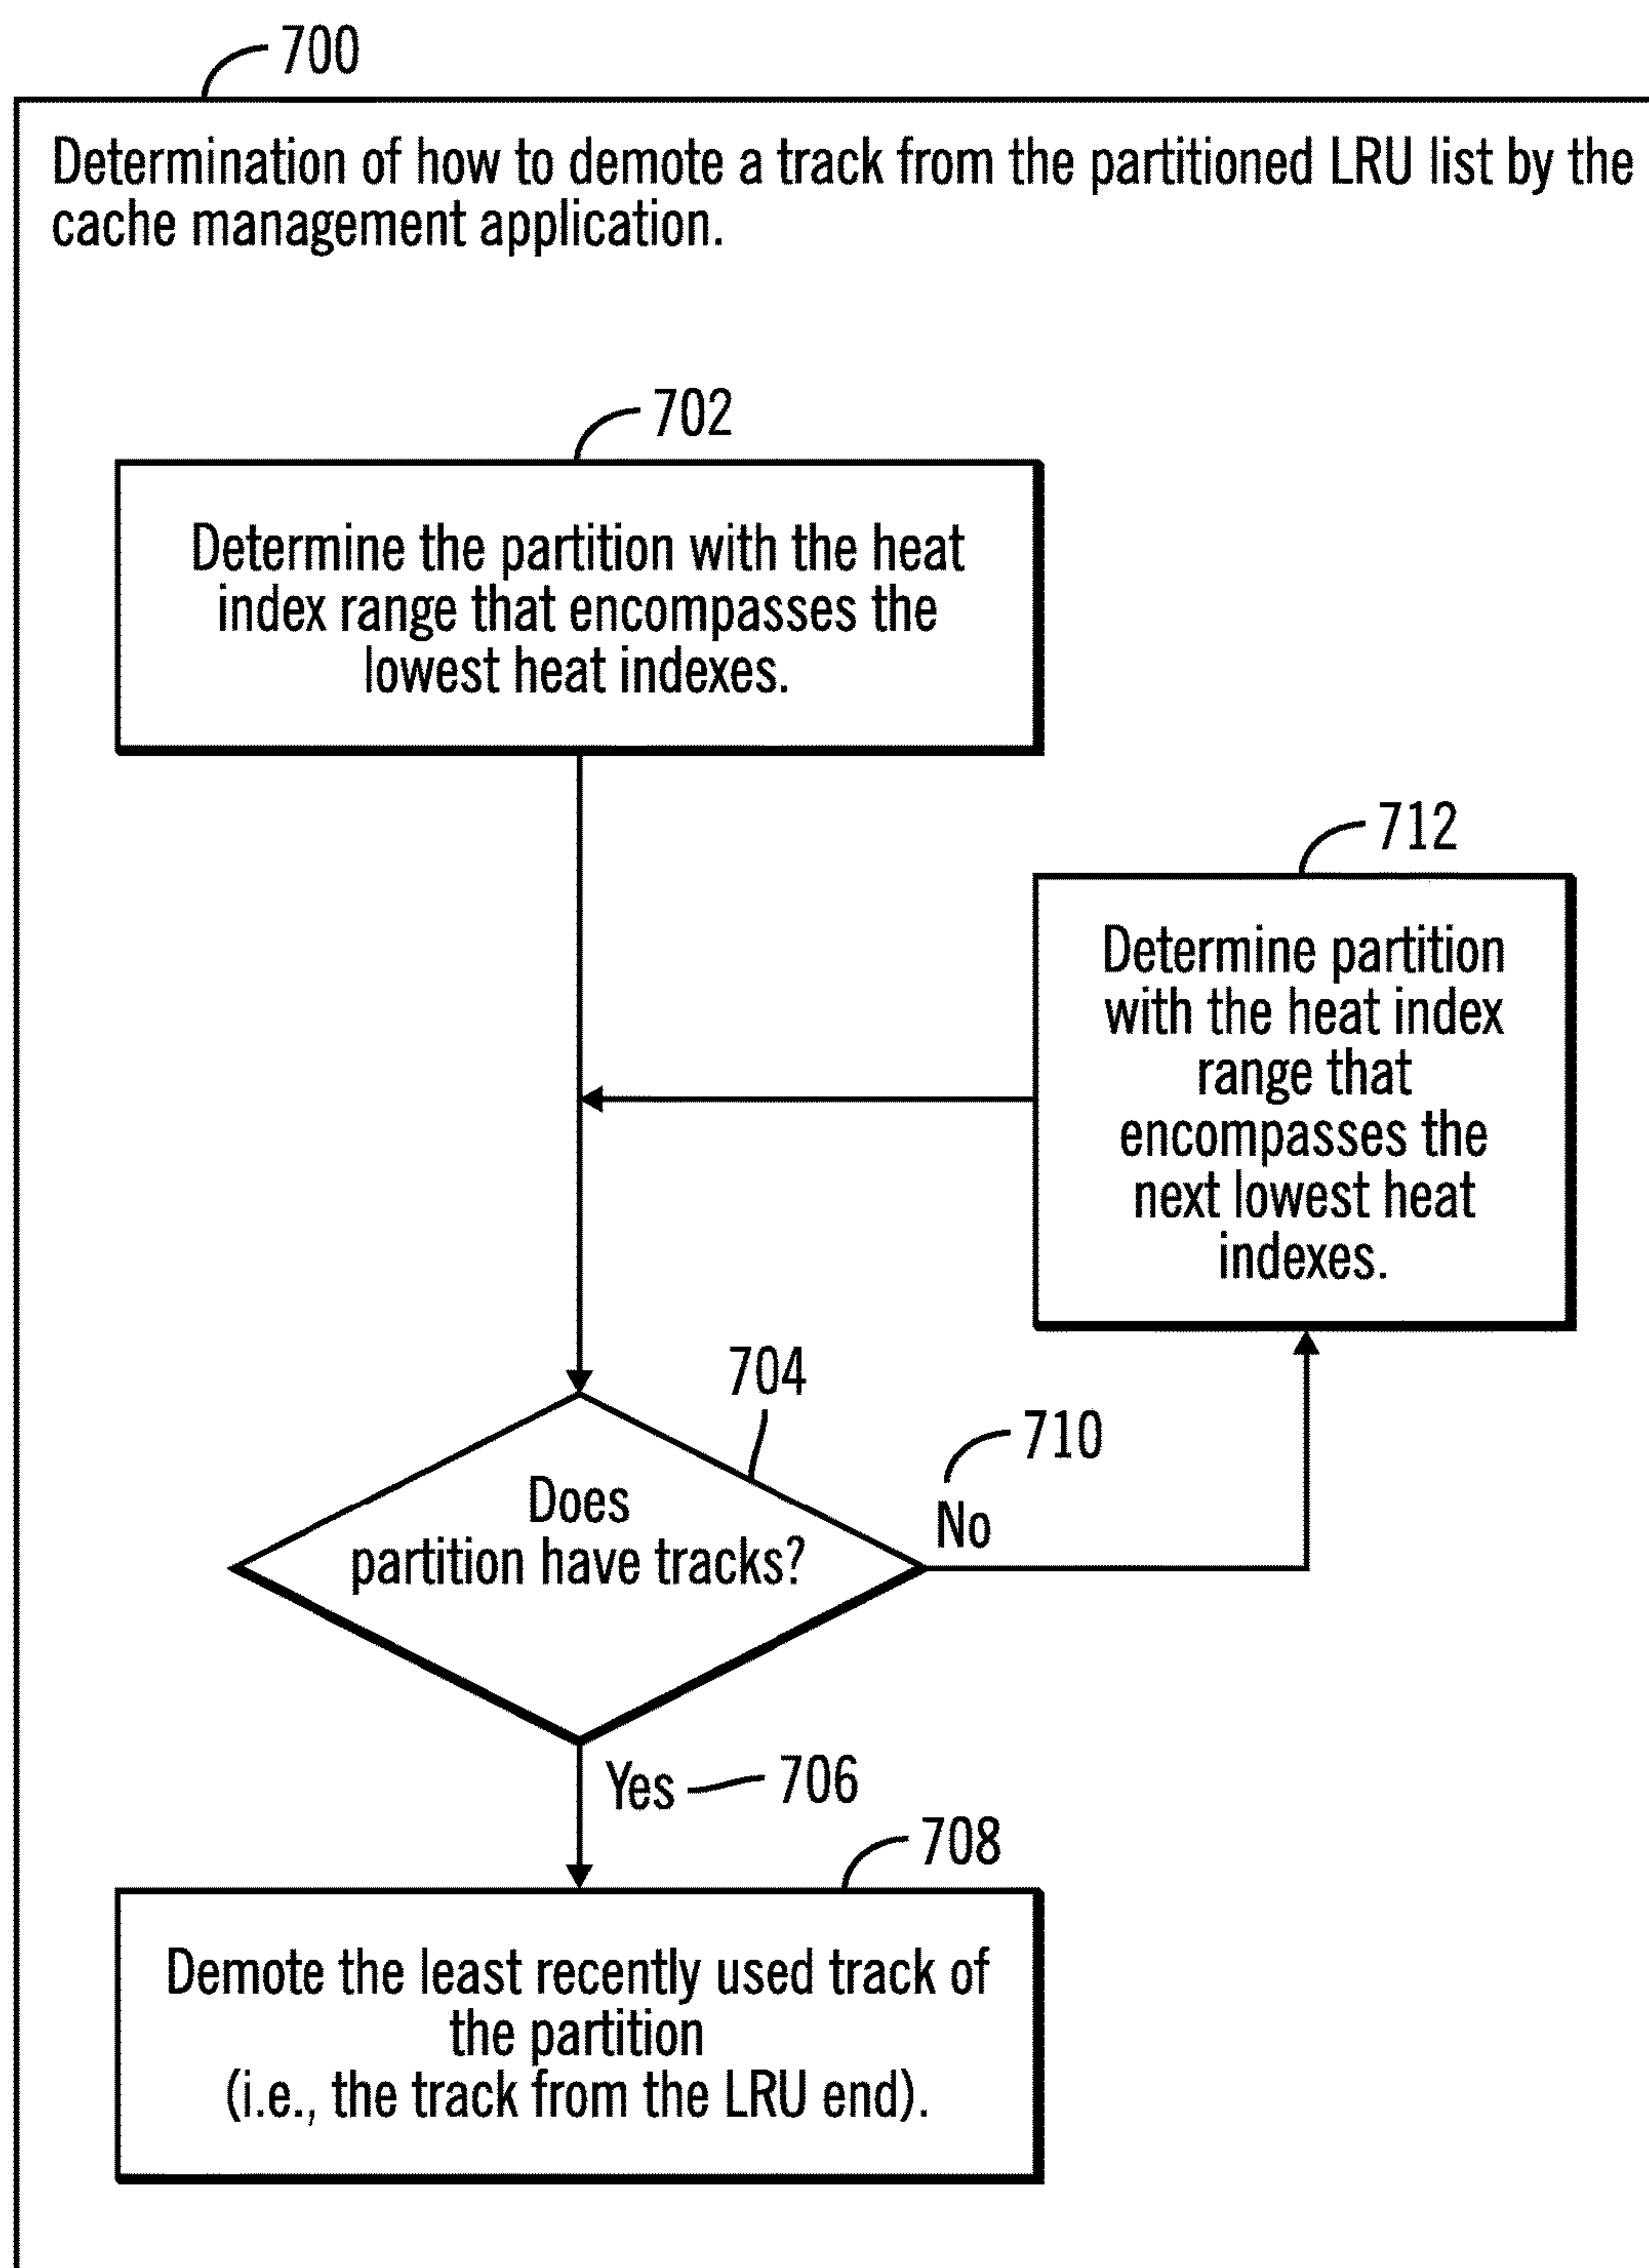 700
Determination of how to demote a track from the partitioned LRU list by the
cache management application.
702
Determine the partition with the heat
index range that encompasses the
lowest heat indexes.
712
Determine partition
with the heat index
range that
encompasses the
next lowest heat
indexes.
704
710
Does
partition have tracks?
No
Yes
706
708
Demote the least recently used track of
the partition
(i.e., the track from the LRU end).